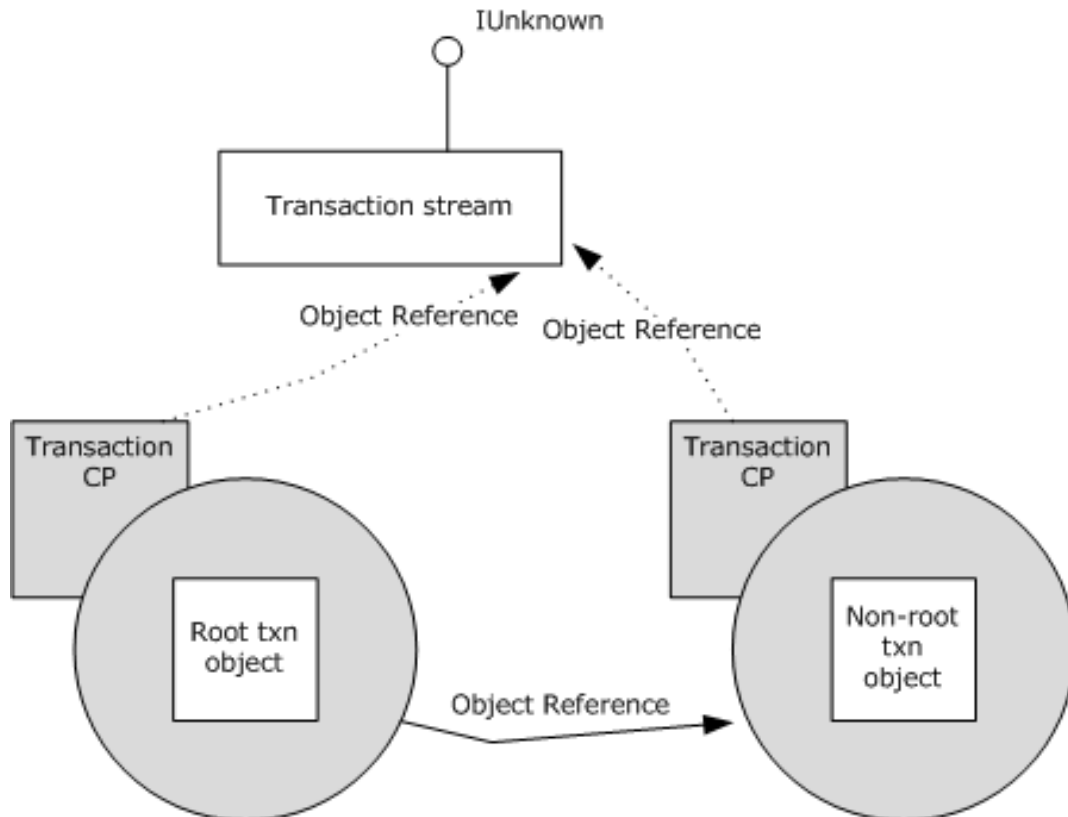 IUnknown
Transaction stream
Object Reference
Object Reference
Transaction
CP
Transaction
CP
Root txn
object
Non-root
txn
object
Object Reference